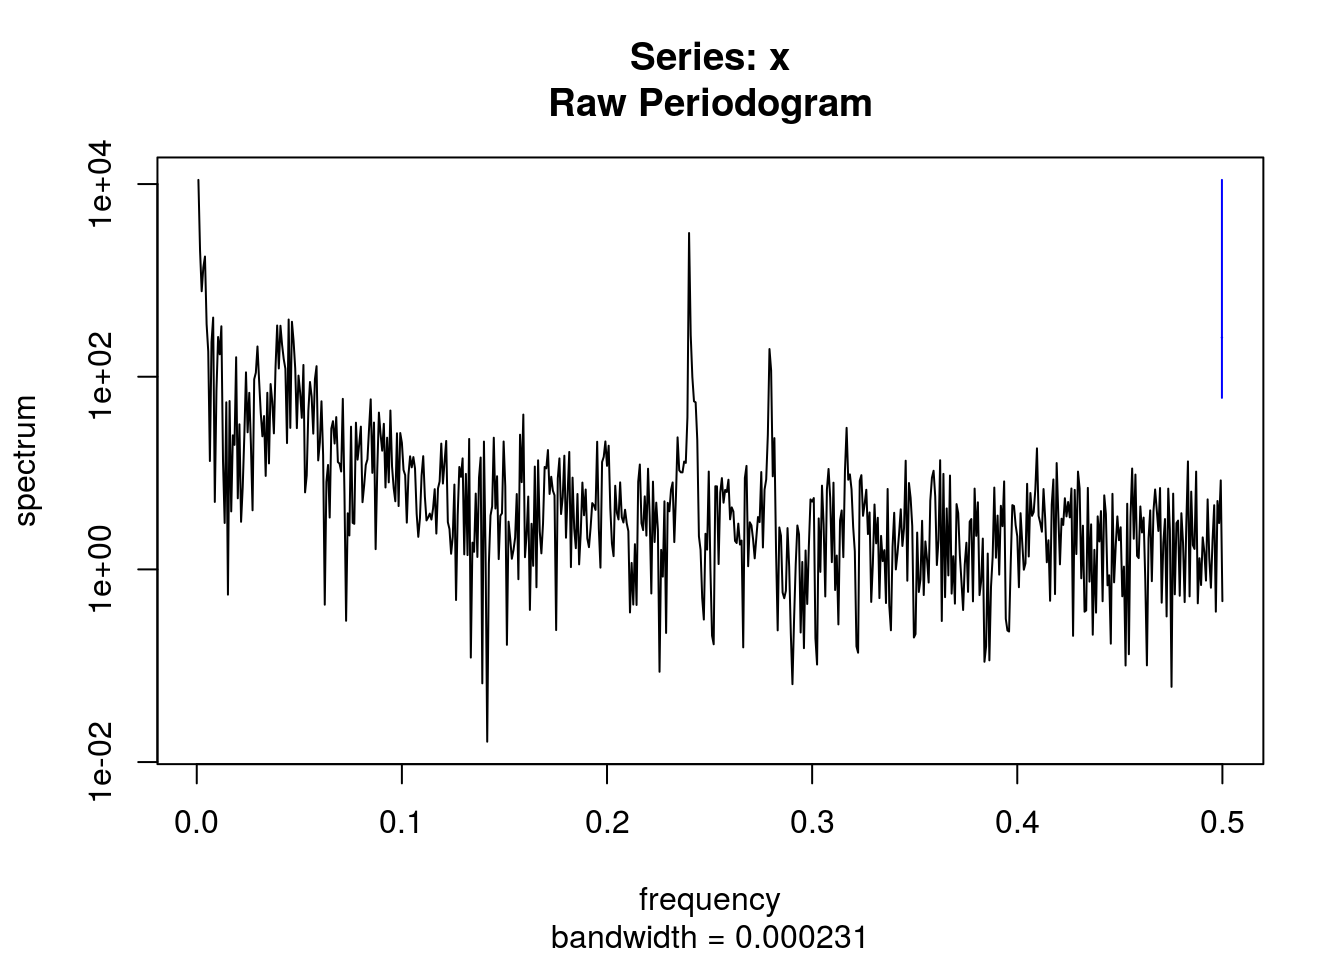 Series: x
Raw Periodogram
spectrum
1e+04
1e+02
1e+00
1e-02
0.0 0.1 0.2 0.3 0.4 0.5
frequency
bandwidth = 0.000231